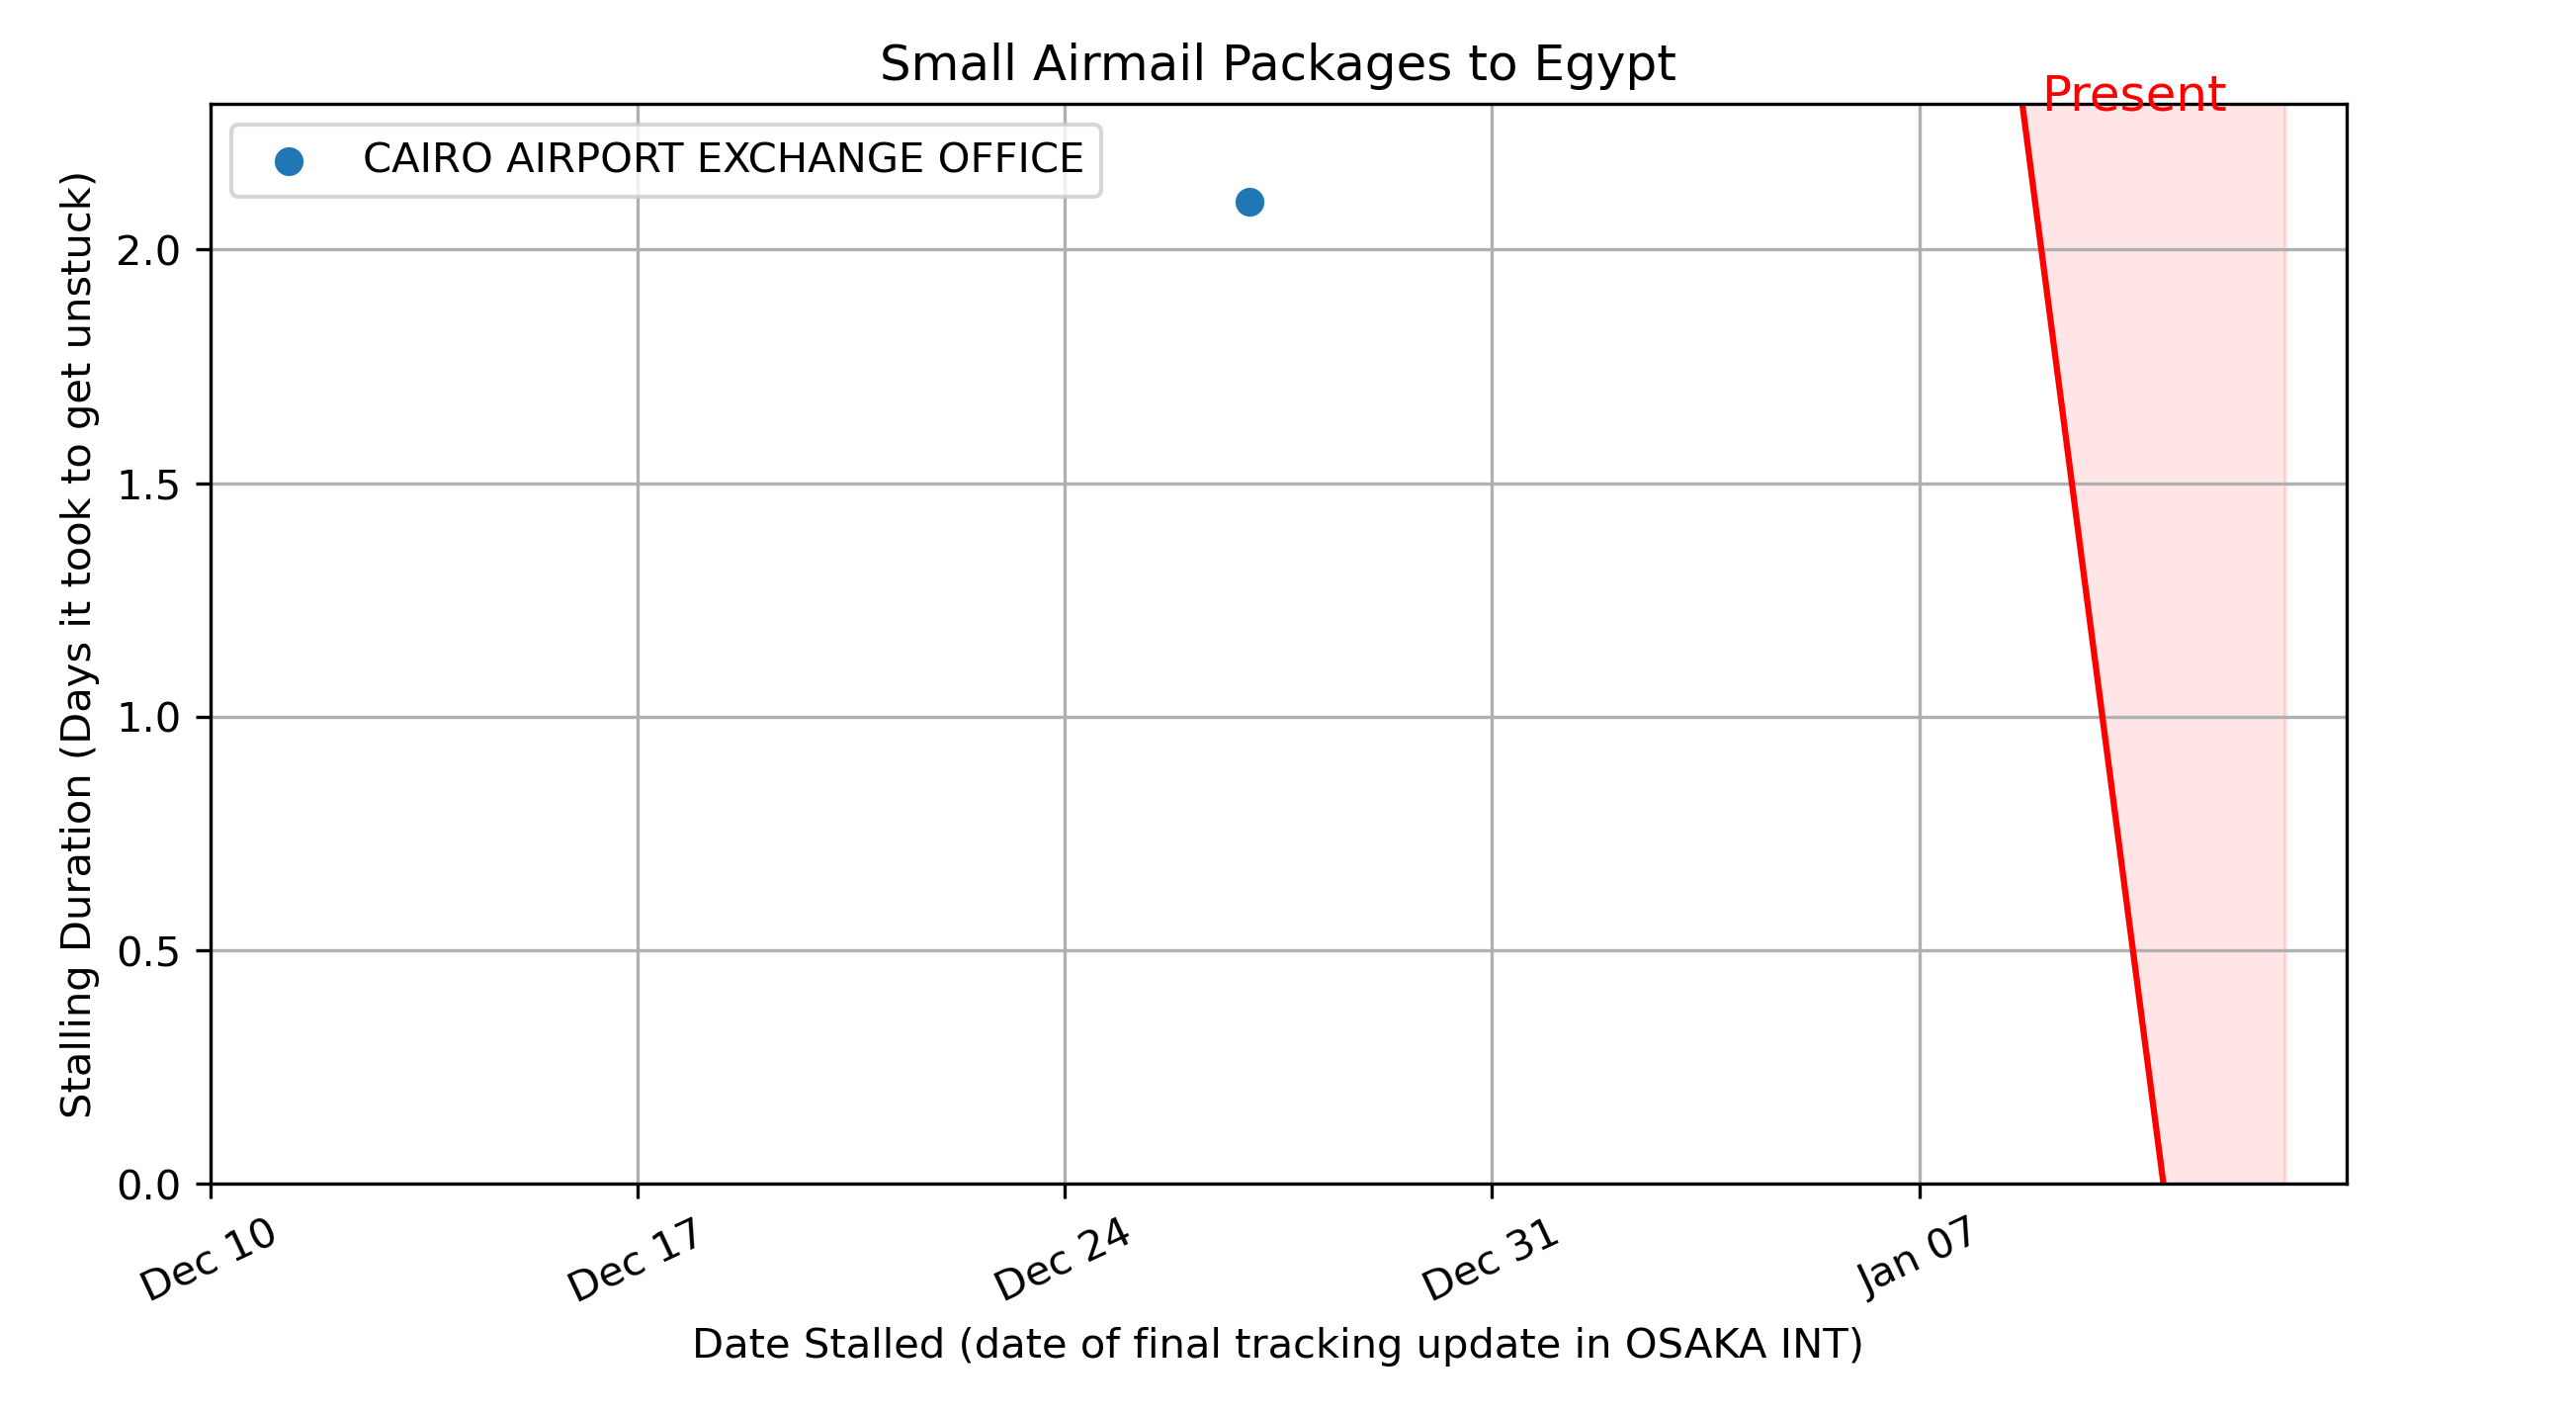 Small Airmail Packages to Egypt
Present
CAIRO AIRPORT EXCHANGE OFFICE
Stalling Duration (Days it took to get unstuck)
2.0
1.5
1.0
0.5
0.0
Dec 10
Dec 17
Dec 24
Dec 31
Jan 07
Date Stalled (date of final tracking update in OSAKA INT)